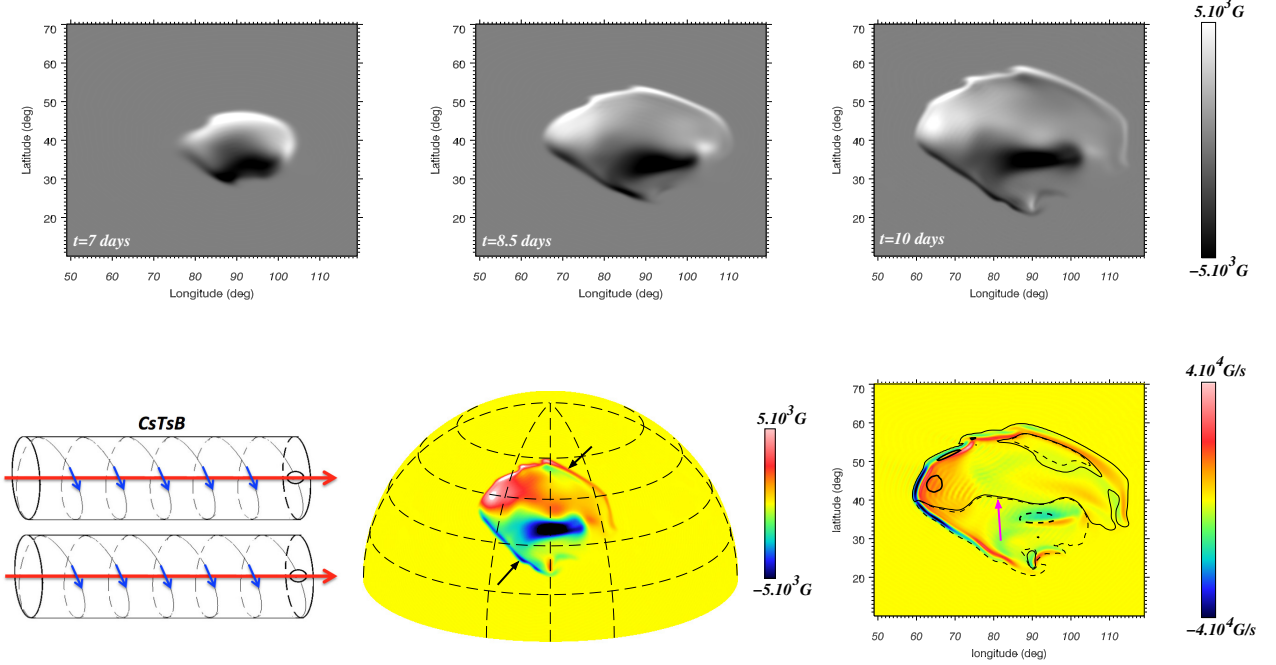 5.10³G
70
60
50
40
30
20
Latitude (deg)
t=7 days
50 60 70 80 90 100 110
Longitude (deg)
70
60
50
40
30
20
Latitude (deg)
t=8.5 days
50 60 70 80 90 100 110
Longitude (deg)
70
60
50
40
30
20
Latitude (deg)
t=10 days
50 60 70 80 90 100 110
Longitude (deg)
−5.10³G
CsTsB
5.10³G
−5.10³G
4.10⁴G/s
70
60
50
40
30
20
latitude (deg)
50 60 70 80 90 100 110
longitude (deg)
−4.10⁴G/s